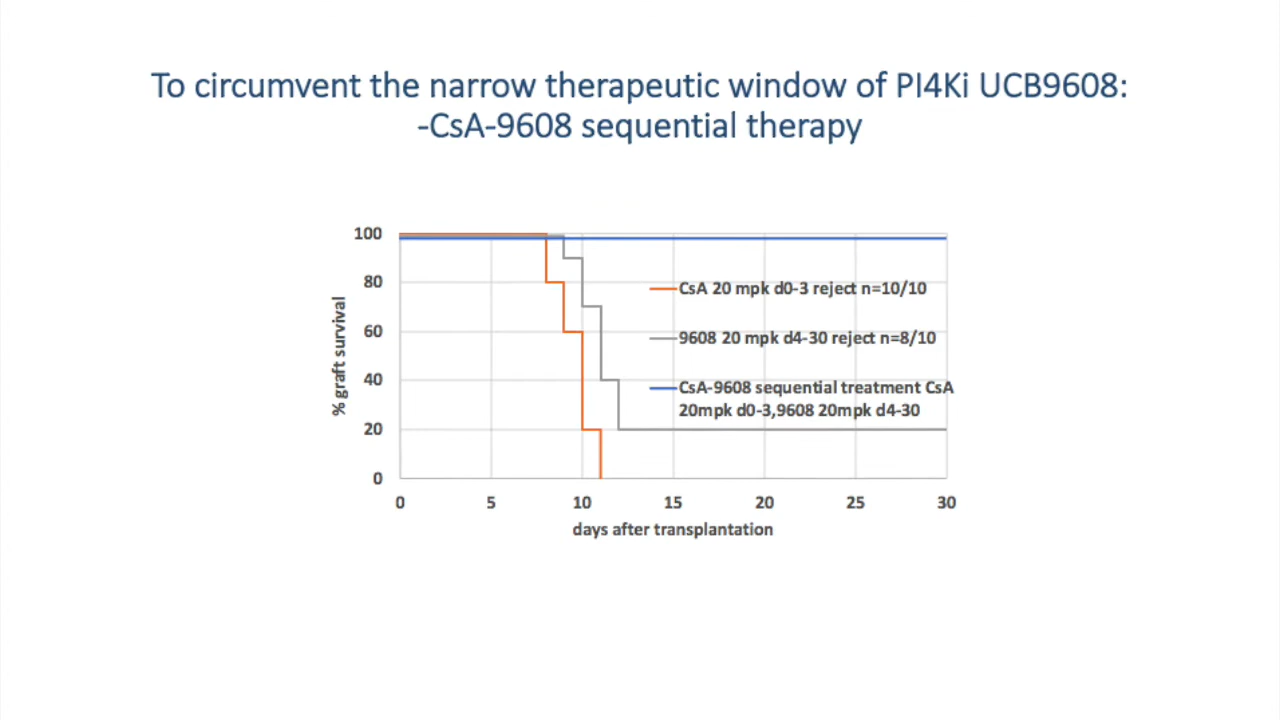 To circumvent the narrow therapeutic window of PI4Ki UCB9608:
-CsA-9608 sequential therapy
100
80
60
40
20
0
% graft survival
CsA 20 mpk d0-3 reject n=10/10
9608 20 mpk d4-30 reject n=8/10
CsA-9608 sequential treatment CsA
20mpk d0-3,9608 20mpk d4-30
0 5 10 15 20 25 30
days after transplantation